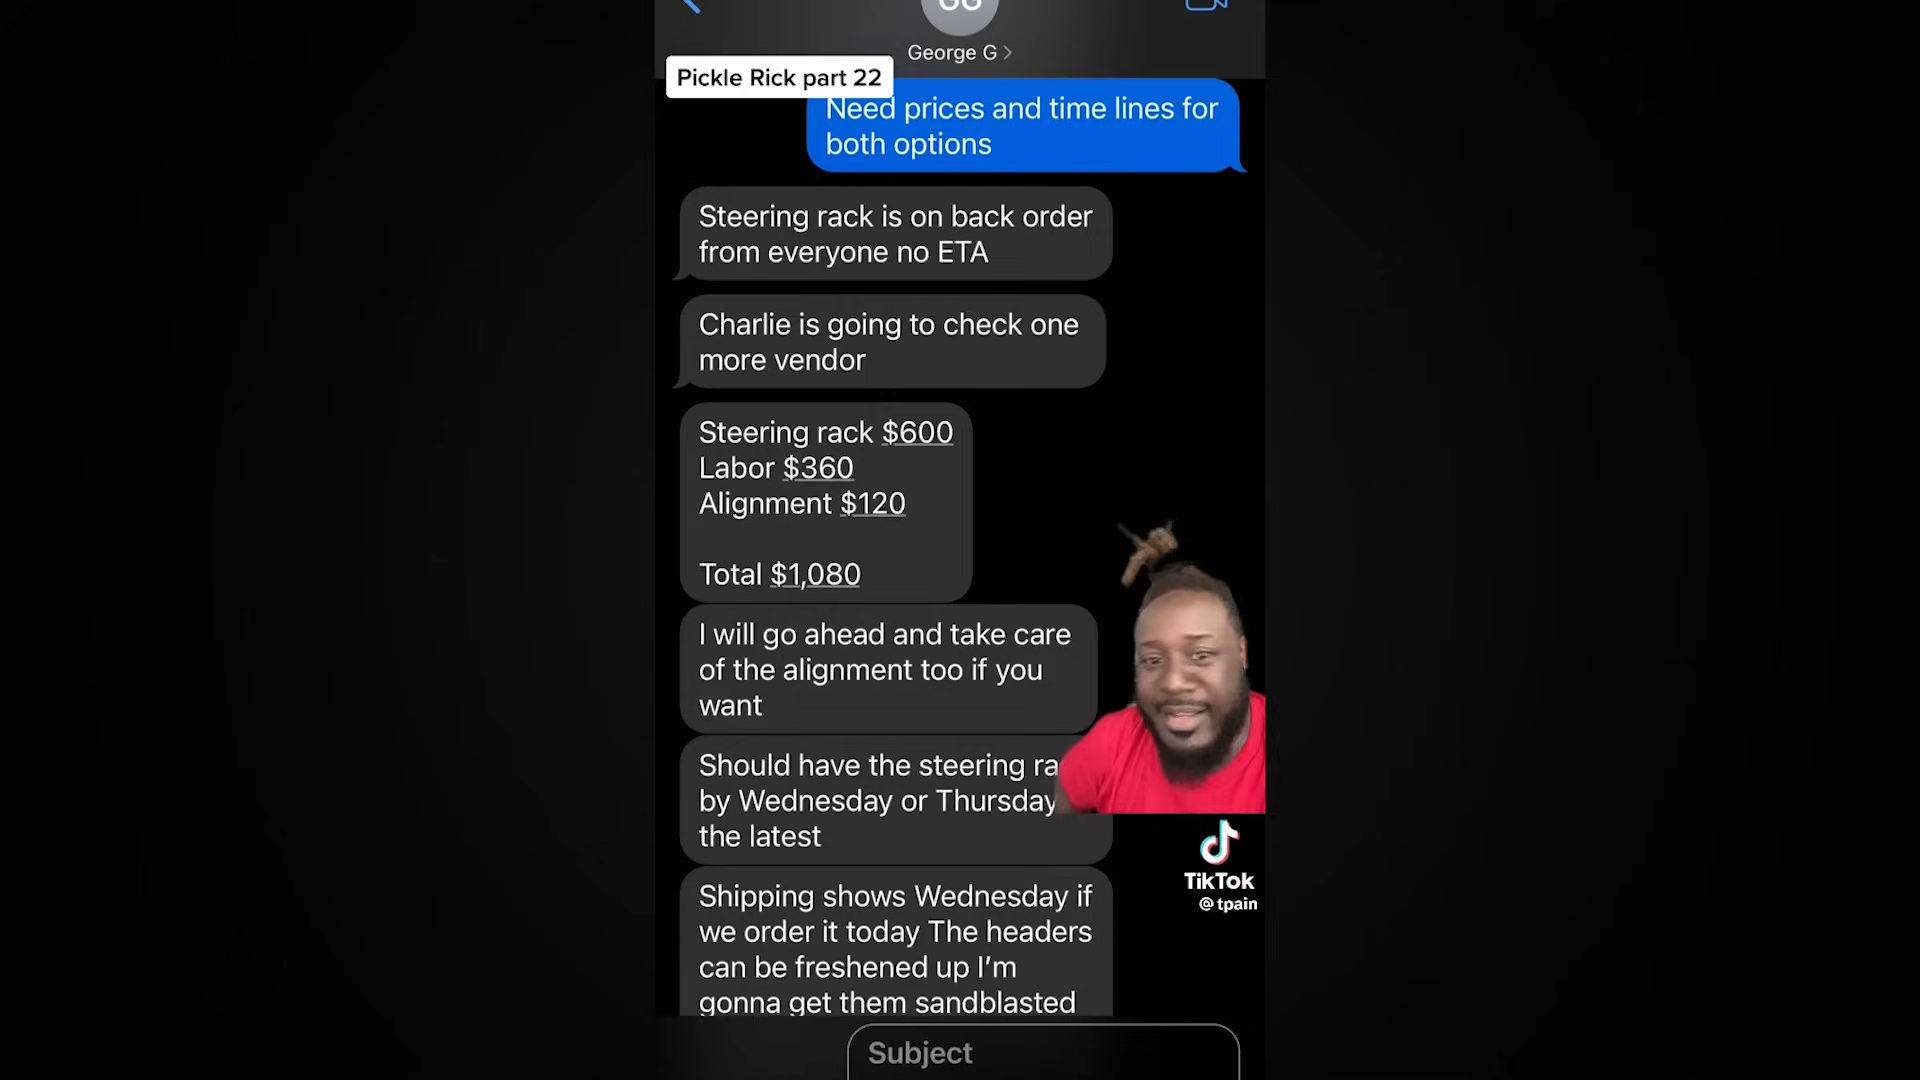 GG
George G
Pickle Rick part 22
Need prices and time lines for
both options
Steering rack is on back order
from everyone no ETA
Charlie is going to check one
more vendor
Steering rack $600
Labor $360
Alignment $120
Total $1,080
I will go ahead and take care
of the alignment too if you
want
Should have the steering ra
by Wednesday or Thursday
the latest
Shipping shows Wednesday if
we order it today The headers
can be freshened up I’m
gonna get them sandblasted
TikTok
@tpain
Subject